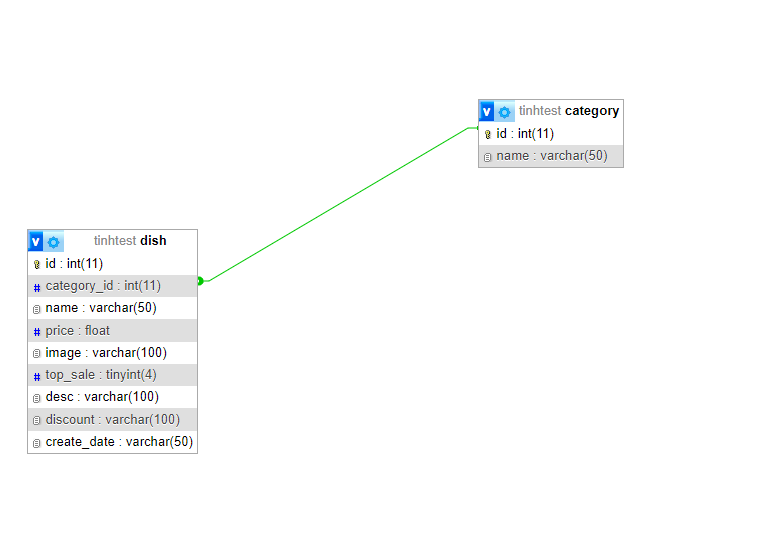 v tinhtest category
id : int(11)
name : varchar(50)
v tinhtest dish
id : int(11)
# category_id : int(11)
name : varchar(50)
# price : float
image : varchar(100)
# top_sale : tinyint(4)
desc : varchar(100)
discount : varchar(100)
create_date : varchar(50)